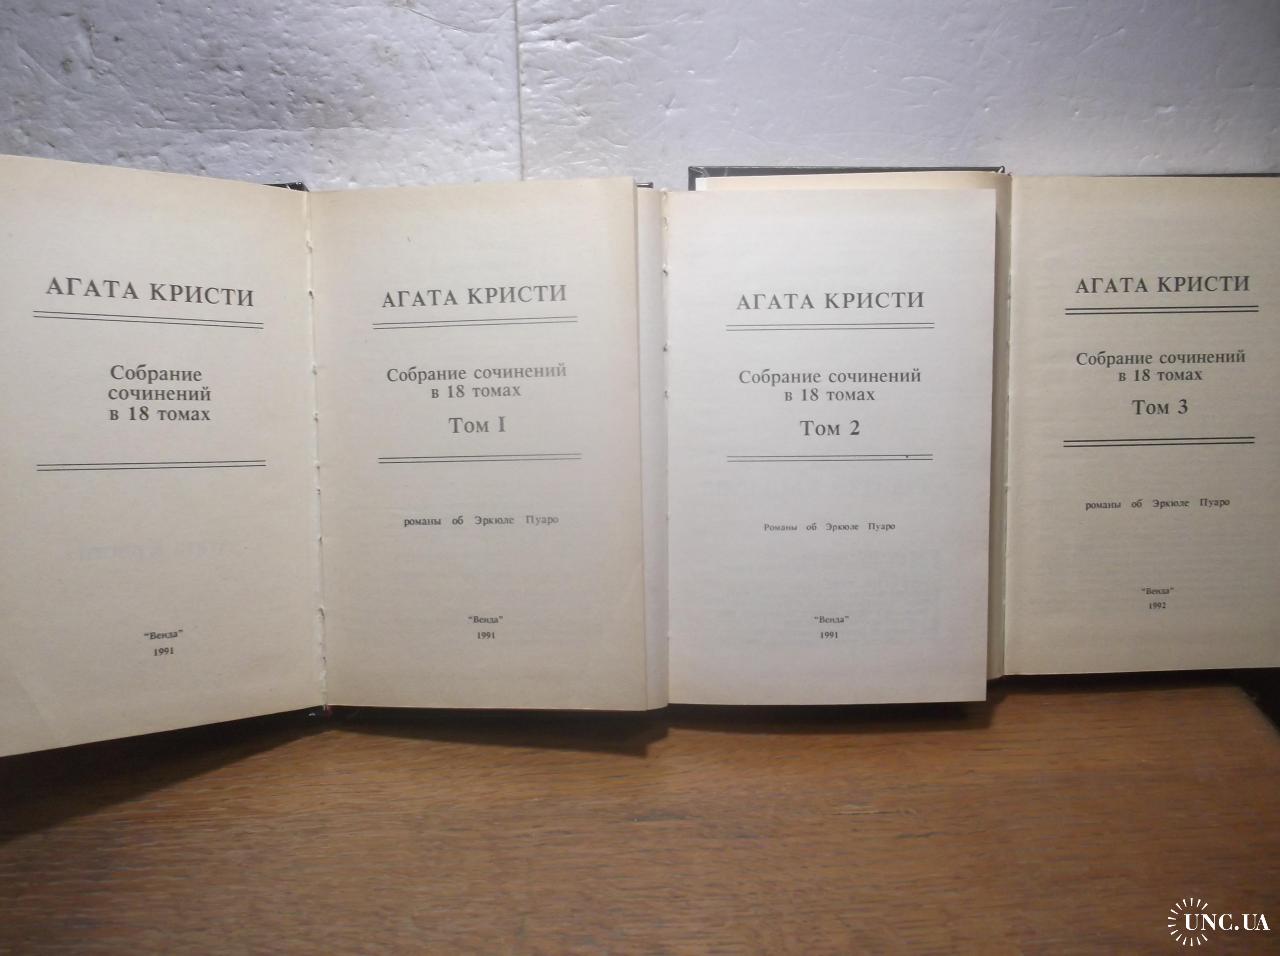 АГАТА КРИСТИ
Собрание
сочинений
в 18 томах
"Венда"
1991
АГАТА КРИСТИ
Собрание сочинений
в 18 томах
Том I
романы об Эркюле Пуаро
"Венда"
1991
АГАТА КРИСТИ
Собрание сочинений
в 18 томах
Том 2
Романы об Эркюле Пуаро
"Венда"
1991
АГАТА КРИСТИ
Собрание сочинений
в 18 томах
Том 3
романы об Эркюле Пуаро
"Венда"
1992
UNC.UA